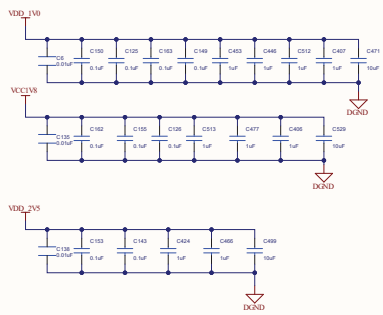 VDD_1V0
C6 C150 C125 C163 C149 C453 C446 C512 C407 C471
0.01uF 0.1uF 0.1uF 0.1uF 0.1uF 1uF 1uF 1uF 1uF 10uF
DGND
VCC1V8
C135 C162 C155 C126 C513 C477 C406 C529
0.01uF 0.1uF 0.1uF 0.1uF 1uF 1uF 1uF 10uF
DGND
VDD_2V5
C136 C153 C143 C424 C466 C499
0.01uF 0.1uF 0.1uF 1uF 1uF 10uF
DGND